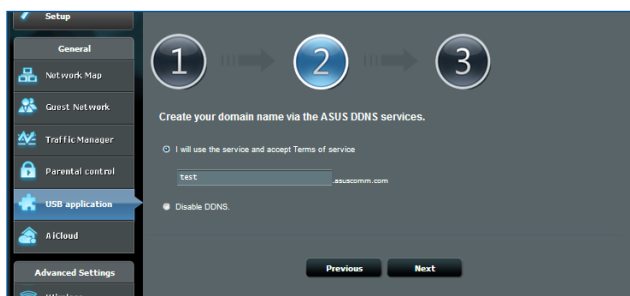 Setup
General
Network Map
Guest Network
Traffic Manager
Parental control
USB application
AiCloud
Advanced Settings
Wireless
1
2
3
Create your domain name via the ASUS DDNS services.
I will use the service and accept Terms of service
test .asuscomm.com
Disable DDNS.
Previous Next